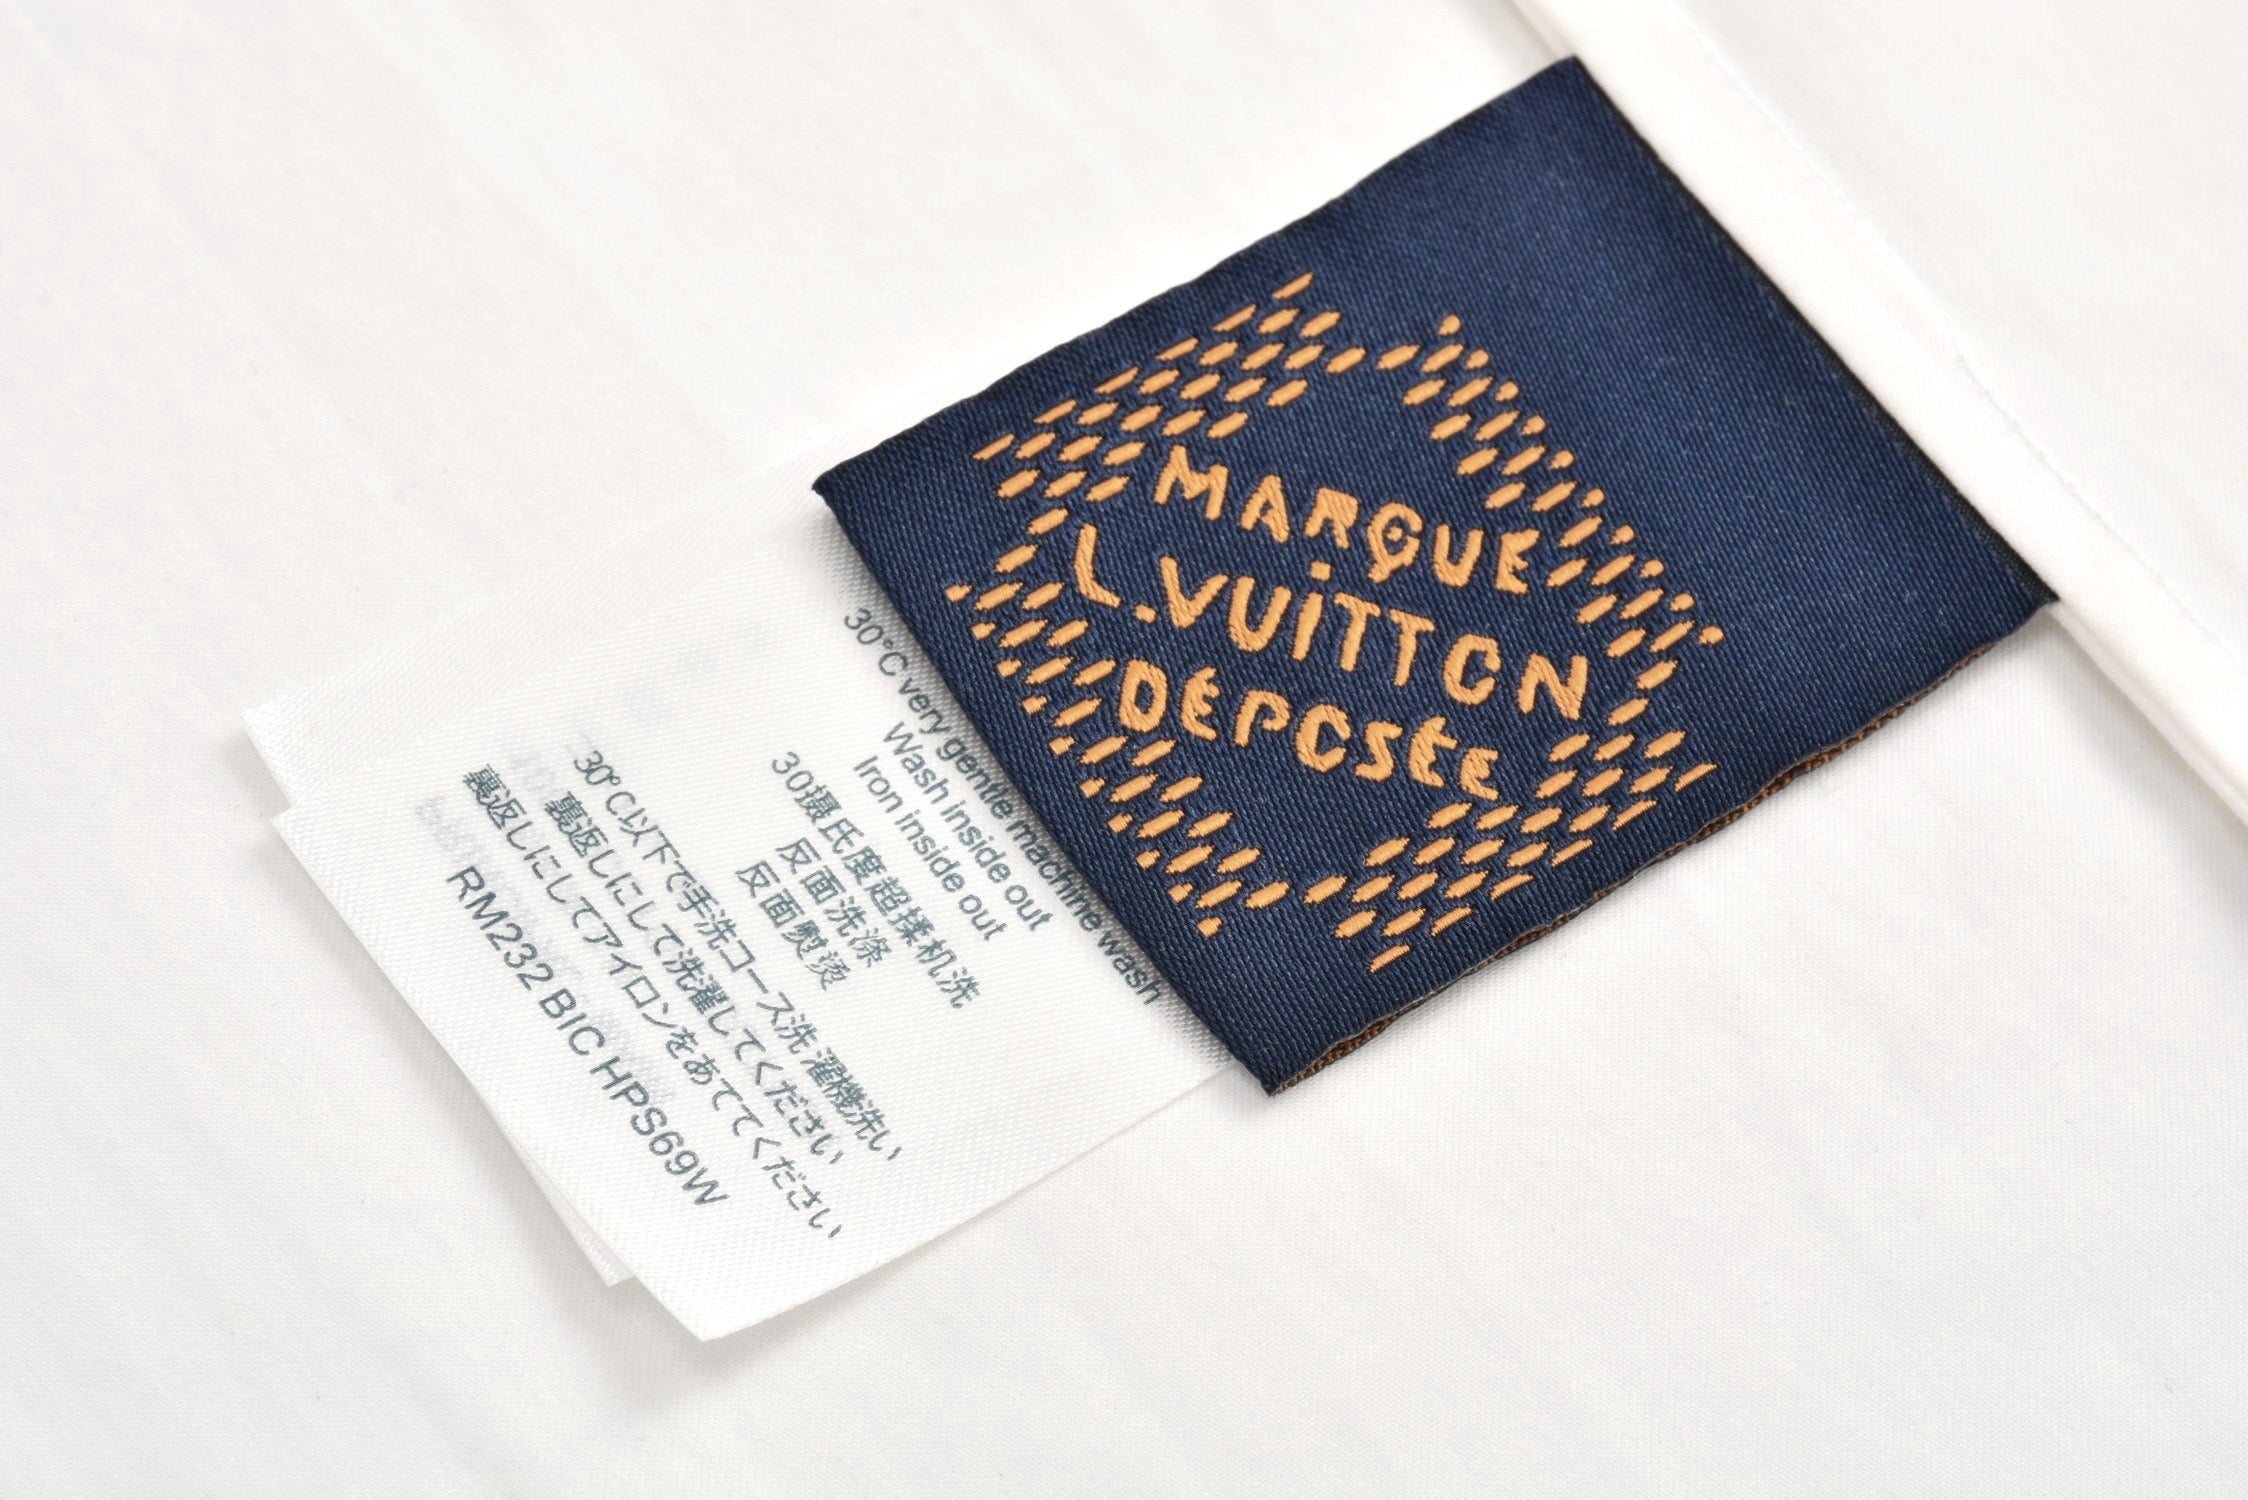 MARQUE
L.VUiTTON
DEPOSte
30°C very gentle machine wash
Wash inside out
Iron inside out
30摄氏度超揉机洗
反面洗涤
反面熨烫
30°C以下で手洗コース洗濯機洗い
裏返しにして洗濯してください
裏返しにしてアイロンをあててください
RM232 BIC HPS69W